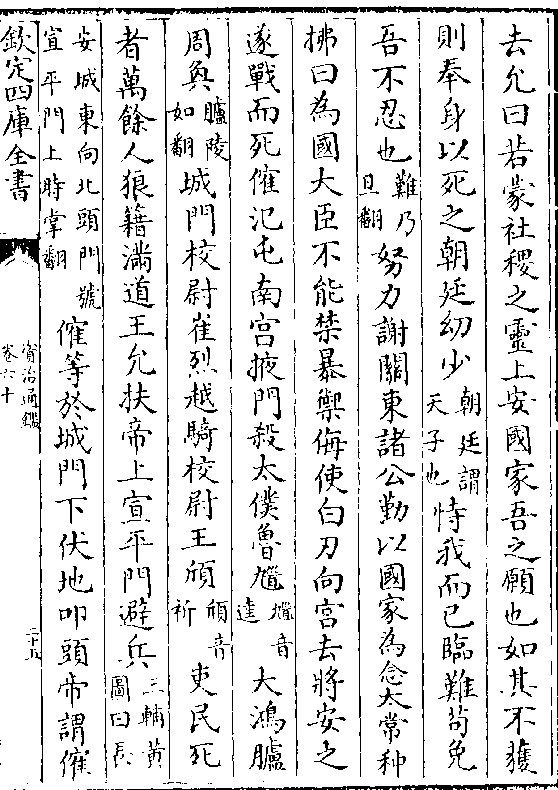 去允曰若蒙社稷之靈上安國家吾之願也如其不獲
則奉身以死之朝廷幼少朝廷謂天子也恃我而已臨難茍免
吾不忍也難乃旦翻努力謝關東諸公勤以國家為念太常种
拂曰為國大臣不能禁暴禦侮使白刃向宮去將安之
遂戰而死傕汜屯南宮掖門殺太僕魯馗馗音逵大鴻臚
周奐臚陵如翻城門校尉崔烈越騎校尉王頎頎音祈吏民死
者萬餘人狼籍滿道王允扶帝上宣平門避兵三輔黃圖曰長
安城東向北頭門號宣平門上時掌翻傕等於城門下伏地叩頭帝謂傕
欽定四庫全書
資治通鑑
卷六十
二十五